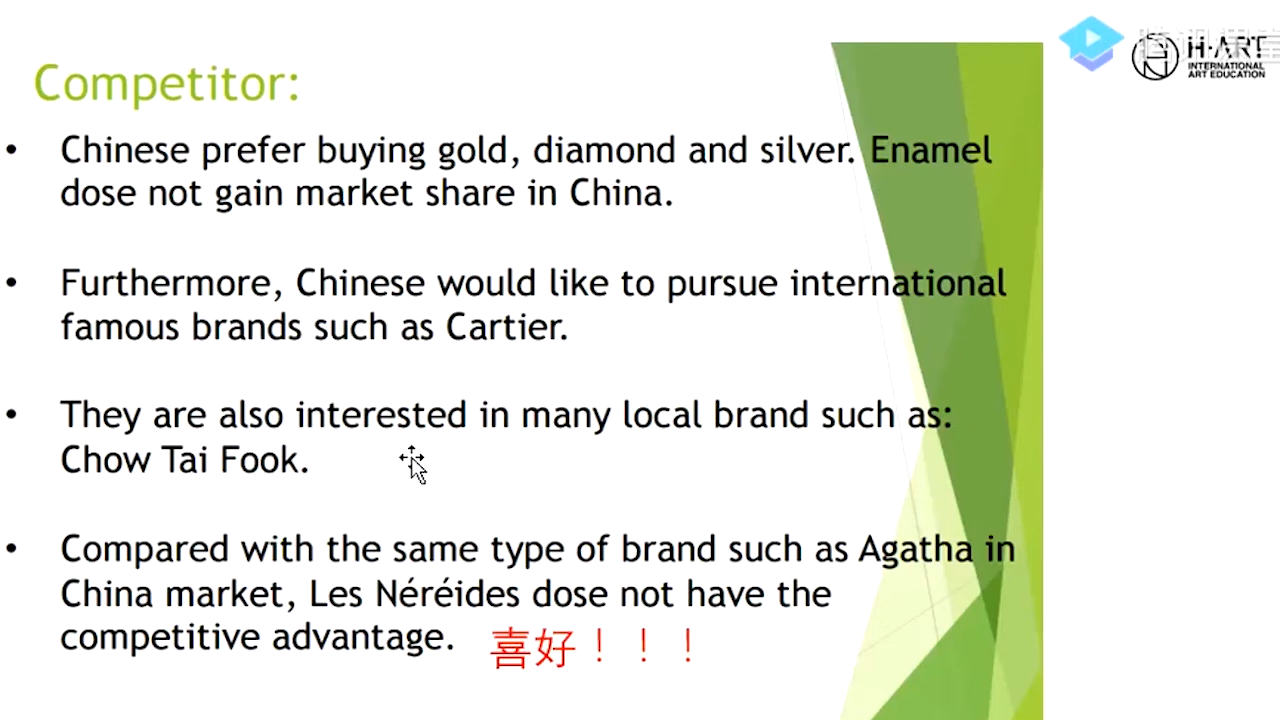 Competitor:
• Chinese prefer buying gold, diamond and silver. Enamel
dose not gain market share in China.
• Furthermore, Chinese would like to pursue international
famous brands such as Cartier.
• They are also interested in many local brand such as:
Chow Tai Fook.
• Compared with the same type of brand such as Agatha in
China market, Les Néréides dose not have the
competitive advantage.
喜好！！！
H·ART
INTERNATIONAL
ART EDUCATION